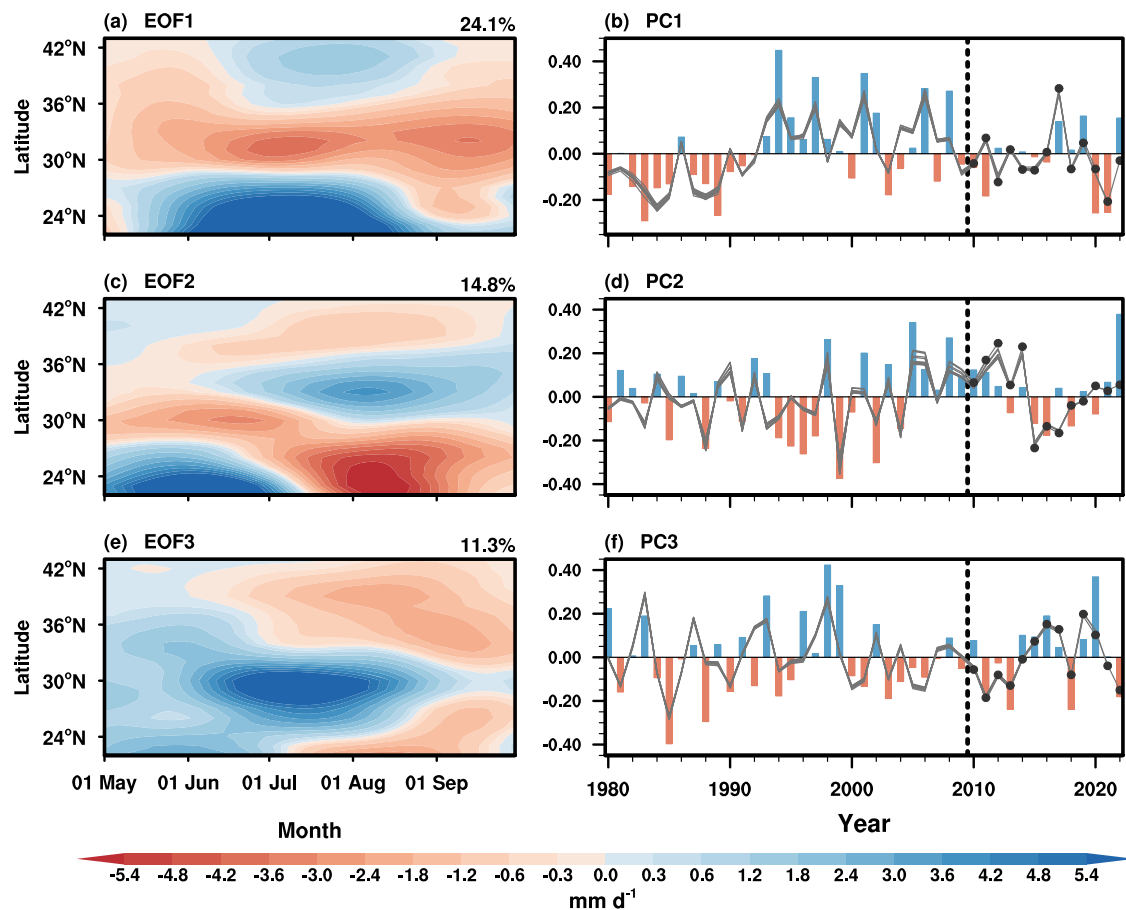 (a) EOF1 24.1%
42°N
36°N
30°N
24°N
Latitude
(b) PC1
0.40
0.20
0.00
-0.20
(c) EOF2 14.8%
42°N
36°N
30°N
24°N
Latitude
(d) PC2
0.40
0.20
0.00
-0.20
-0.40
(e) EOF3 11.3%
42°N
36°N
30°N
24°N
Latitude
01 May 01 Jun 01 Jul 01 Aug 01 Sep
Month
(f) PC3
0.40
0.20
0.00
-0.20
-0.40
1980 1990 2000 2010 2020
Year
-5.4 -4.8 -4.2 -3.6 -3.0 -2.4 -1.8 -1.2 -0.6 -0.3 0.0 0.3 0.6 1.2 1.8 2.4 3.0 3.6 4.2 4.8 5.4
mm d⁻¹